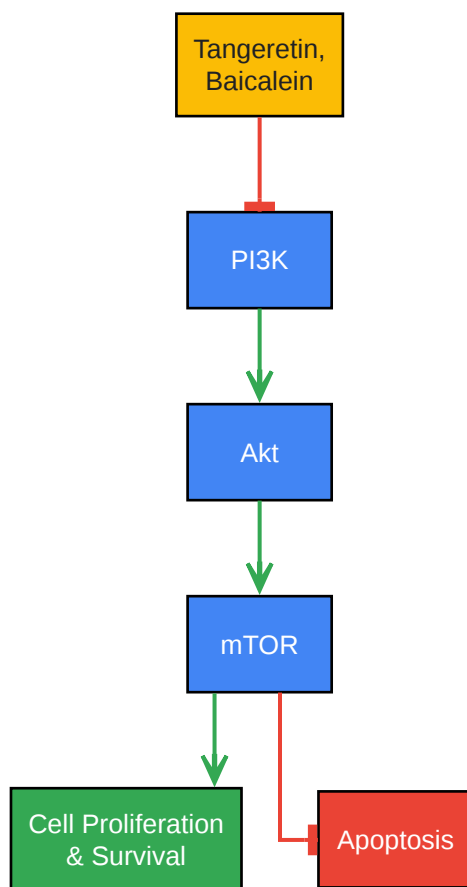 Tangeretin,
Baicalein
PI3K
Akt
mTOR
Cell Proliferation
& Survival
Apoptosis